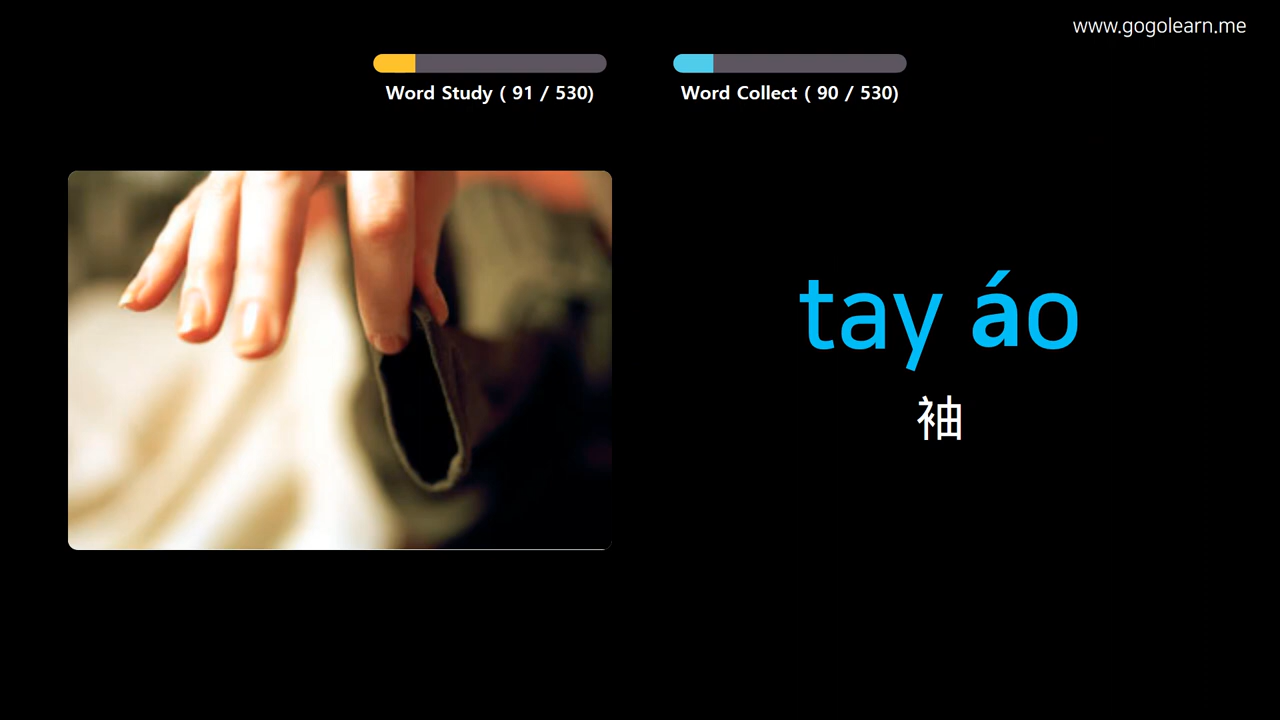 www.gogolearn.me
Word Study ( 91 / 530)
Word Collect ( 90 / 530)
tay áo
袖